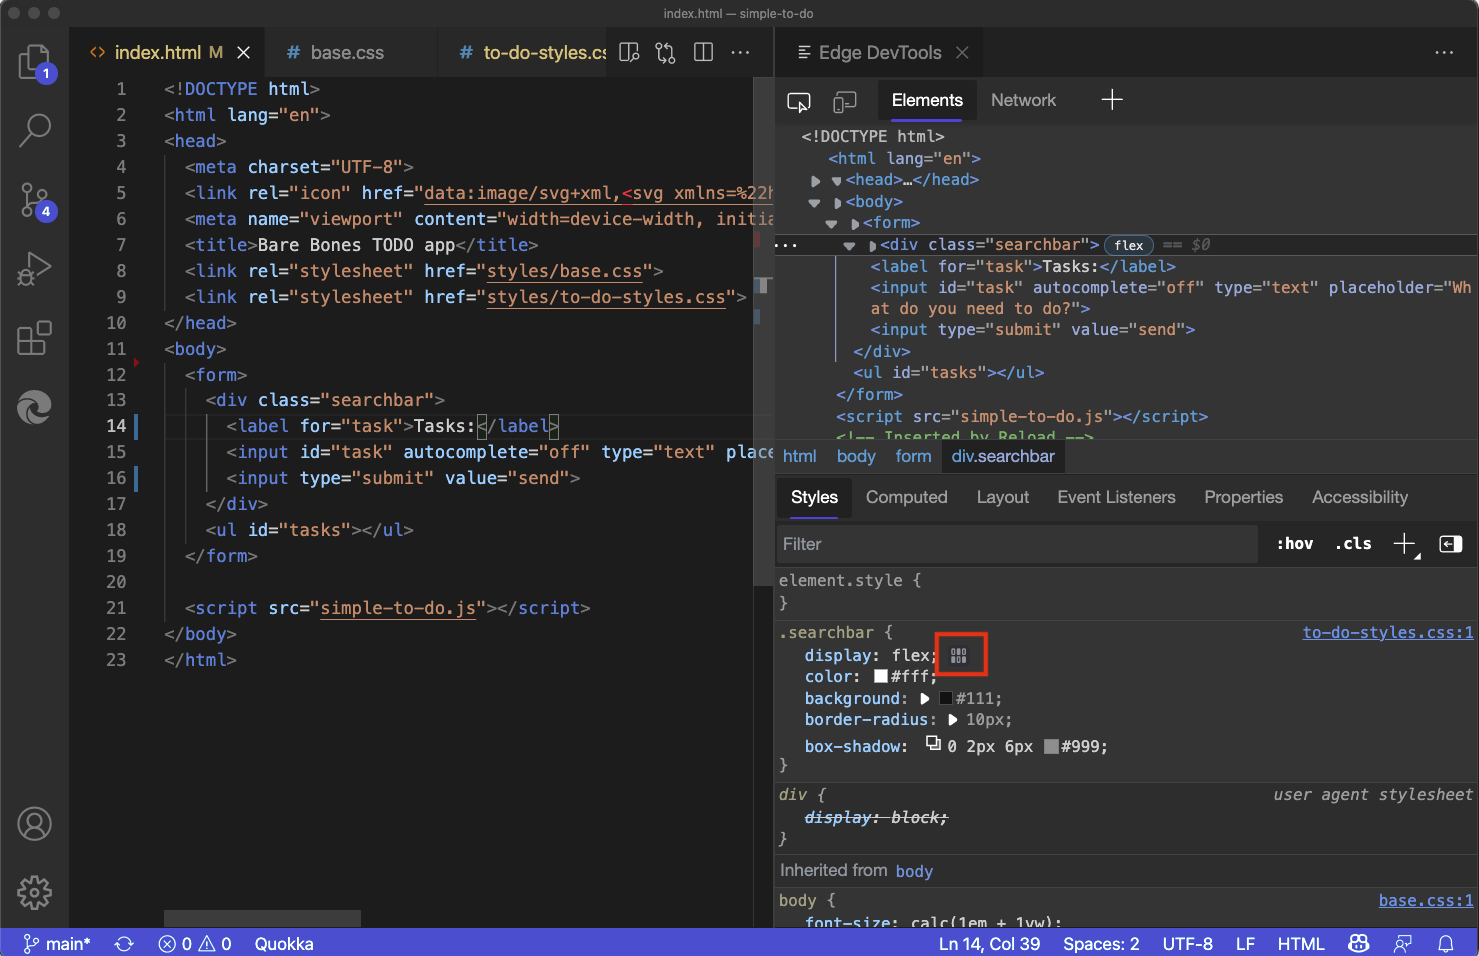 index.html — simple-to-do
<> index.html M
# base.css
# to-do-styles.cs
1
4
1 <!DOCTYPE html>
2 <html lang="en">
3 <head>
4 <meta charset="UTF-8">
5 <link rel="icon" href="data:image/svg+xml,<svg xmlns=%22h
6 <meta name="viewport" content="width=device-width, initia
7 <title>Bare Bones TODO app</title>
8 <link rel="stylesheet" href="styles/base.css">
9 <link rel="stylesheet" href="styles/to-do-styles.css">
10 </head>
11 <body>
12 <form>
13 <div class="searchbar">
14 <label for="task">Tasks:</label>
15 <input id="task" autocomplete="off" type="text" place
16 <input type="submit" value="send">
17 </div>
18 <ul id="tasks"></ul>
19 </form>
20
21 <script src="simple-to-do.js"></script>
22 </body>
23 </html>
Edge DevTools
Elements Network
<!DOCTYPE html>
<html lang="en">
<head>…</head>
<body>
<form>
<div class="searchbar"> flex == $0
<label for="task">Tasks:</label>
<input id="task" autocomplete="off" type="text" placeholder="Wh
at do you need to do?">
<input type="submit" value="send">
</div>
<ul id="tasks"></ul>
</form>
<script src="simple-to-do.js"></script>
<!-- Inserted by Reload -->
html body form div.searchbar
Styles Computed Layout Event Listeners Properties Accessibility
Filter :hov .cls
element.style {
}
.searchbar { to-do-styles.css:1
display: flex;
color: #fff;
background: #111;
border-radius: 10px;
box-shadow: 0 2px 6px #999;
}
div { user agent stylesheet
display: block;
}
Inherited from body
body { base.css:1
font-size: calc(1em + 1vw);
main* 0 0 Quokka Ln 14, Col 39 Spaces: 2 UTF-8 LF HTML